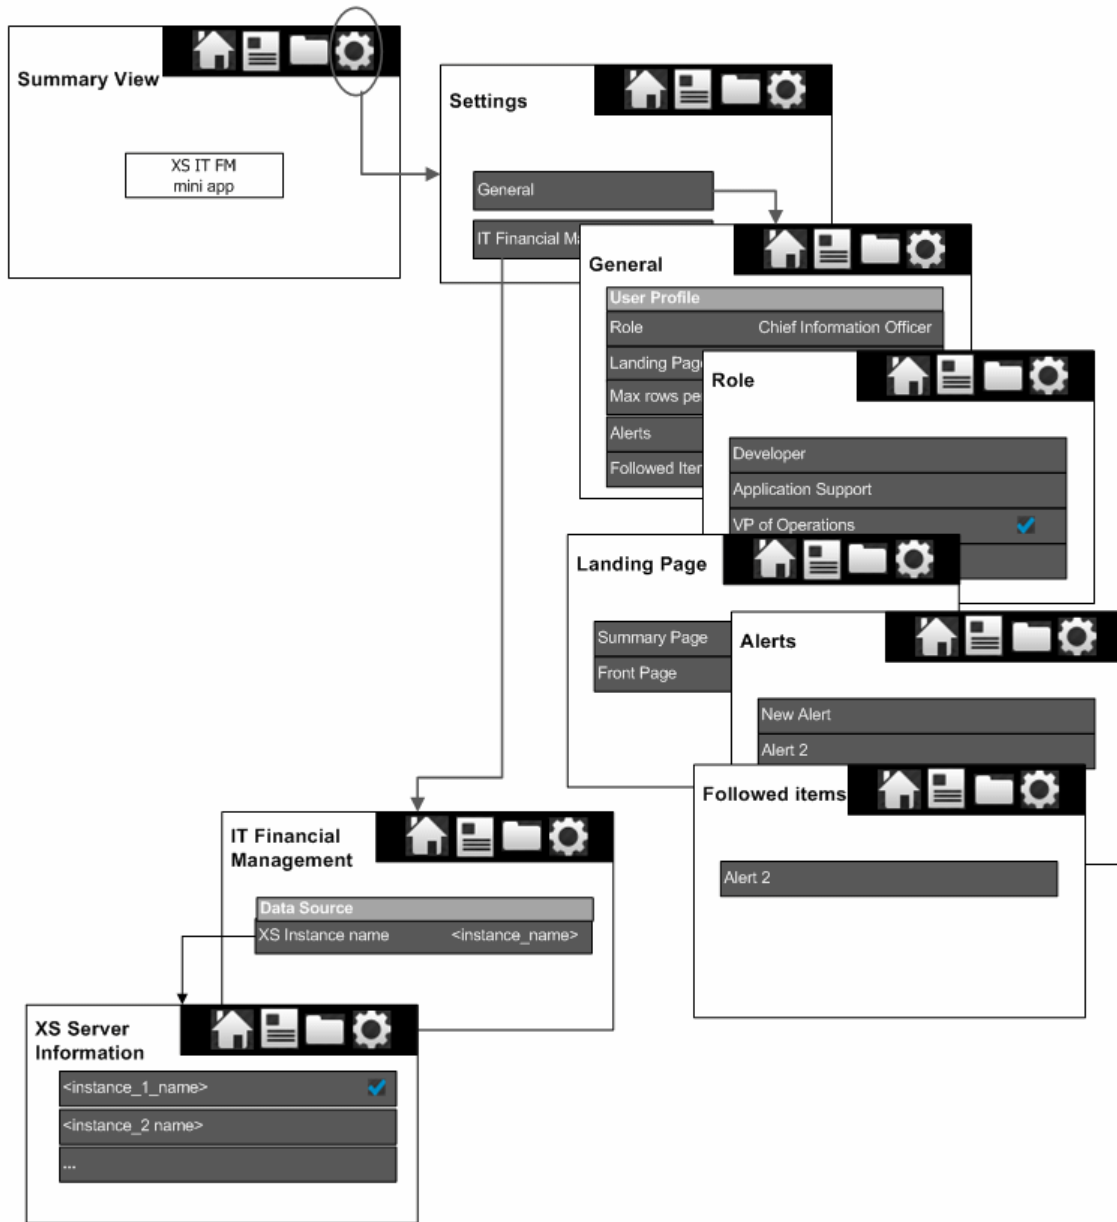 Summary View
XS IT FM
mini app
Settings
General
IT Financial
General
User Profile
Role Chief Information Officer
Landing Page
Max rows
Alerts
Followed
Role
Developer
Application Support
VP of Operations
Landing Page
Summary Page
Front Page
Alerts
New Alert
Alert 2
Followed items
Alert 2
IT Financial
Management
Data Source
XS Instance name <instance_name>
XS Server
Information
<instance_1_name>
<instance_2 name>
...